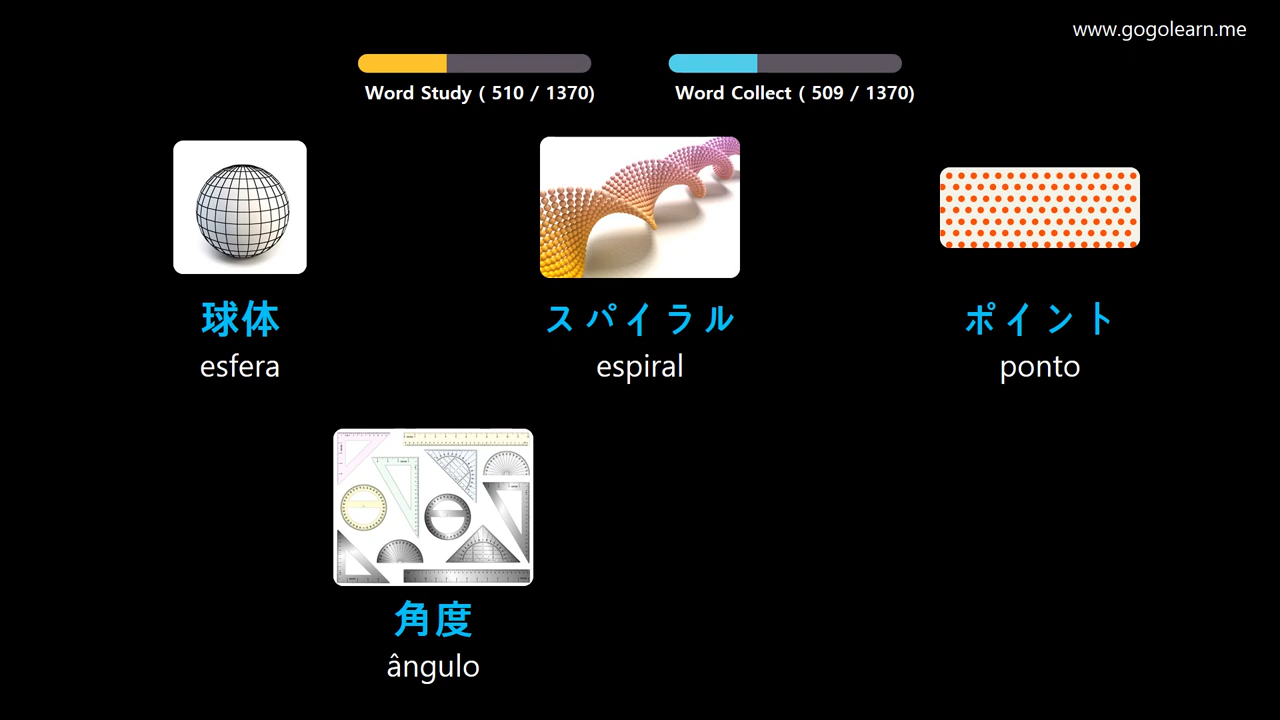 www.gogolearn.me
Word Study ( 510 / 1370)
Word Collect ( 509 / 1370)
球体
esfera
スパイラル
espiral
ポイント
ponto
角度
ângulo